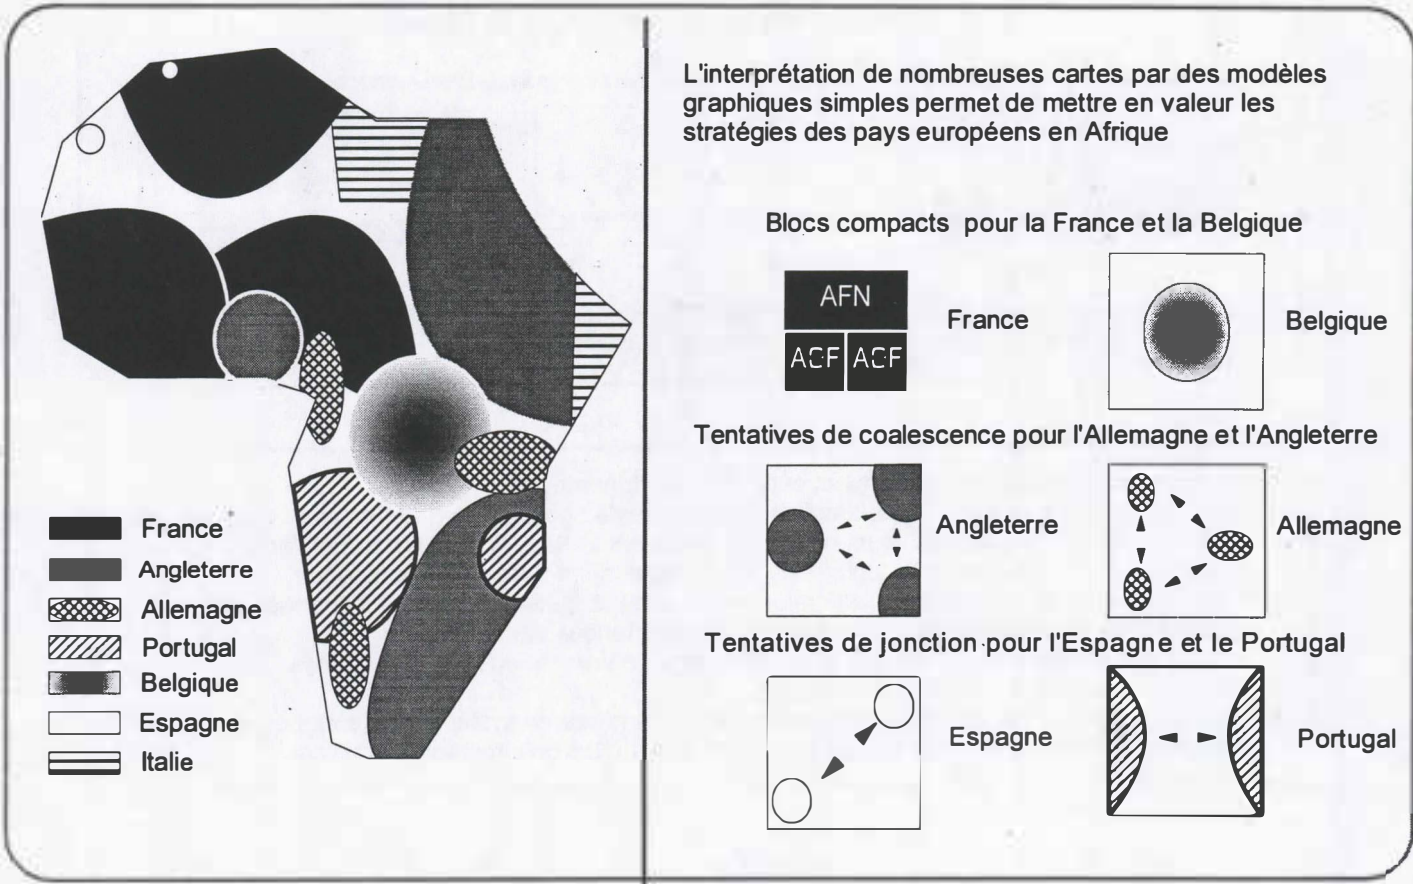 France
Angleterre
Allemagne
Portugal
Belgique
Espagne
Italie
L'interprétation de nombreuses cartes par des modèles
graphiques simples permet de mettre en valeur les
stratégies des pays européens en Afrique
Blocs compacts pour la France et la Belgique
AFN
ACF ACF
France
Belgique
Tentatives de coalescence pour l'Allemagne et l'Angleterre
Angleterre
Allemagne
Tentatives de jonction pour l'Espagne et le Portugal
Espagne
Portugal